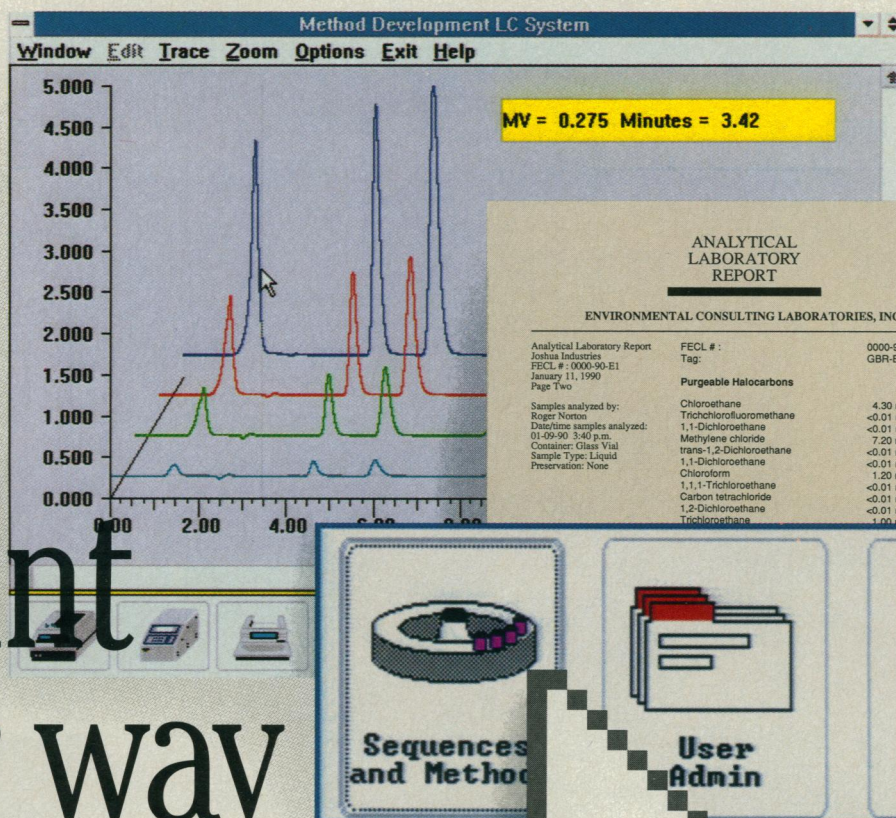 Method Development LC System
Window Edit Trace Zoom Options Exit Help
5.000
4.500
4.000
3.500
3.000
2.500
2.000
1.500
1.000
0.500
0.000
2.00
4.00
MV = 0.275 Minutes = 3.42
ANALYTICAL
LABORATORY
REPORT
ENVIRONMENTAL CONSULTING LABORATORIES, INC
Analytical Laboratory Report
Joshua Industries
FECL # : 0000-90-E1
January 11, 1990
Page Two
Samples analyzed by:
Roger Norton
Date/time samples analyzed:
01-09-90 3:40 p.m.
Container: Glass Vial
Sample Type: Liquid
Preservation: None
FECL # : 0000-9
Tag: GBR-E
Purgeable Halocarbons
Chloroethane 4.30
Trichchlorofluoromethane <0.01
1,1-Dichloroethane <0.01
Methylene chloride 7.20
trans-1,2-Dichloroethane <0.01
1,1-Dichloroethane <0.01
Chloroform 1.20
1,1,1-Trichloroethane <0.01
Carbon tetrachloride <0.01
1,2-Dichloroethane <0.01
Trichloroethane 1.00
nt
way
Sequences
and Method
User
Admin